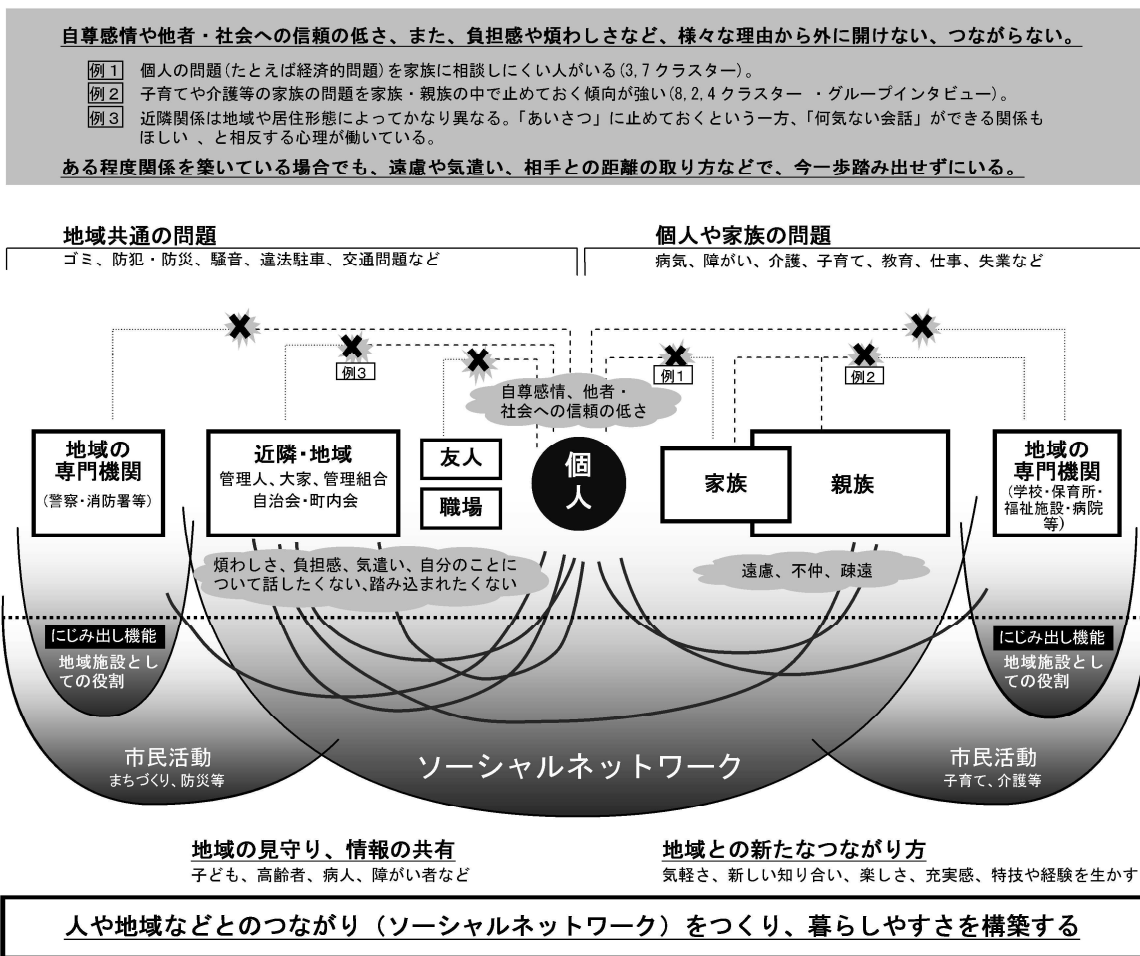 自尊感情や他者・社会への信頼の低さ、また、負担感や煩わしさなど、様々な理由から外に開けない、つながらない。
例1 個人の問題(たとえば経済的問題)を家族に相談しにくい人がいる(3,7クラスター)。
例2 子育てや介護等の家族の問題を家族・親族の中で止めておく傾向が強い(8,2,4クラスター ・グループインタビュー)。
例3 近隣関係は地域や居住形態によってかなり異なる。「あいさつ」に止めておくという一方、「何気ない会話」ができる関係も
ほしい 、と相反する心理が働いている。
ある程度関係を築いている場合でも、遠慮や気遣い、相手との距離の取り方などで、今一歩踏み出せずにいる。
地域共通の問題
ゴミ、防犯・防災、騒音、違法駐車、交通問題など
個人や家族の問題
病気、障がい、介護、子育て、教育、仕事、失業など
例3
例1
例2
自尊感情、他者・
社会への信頼の低さ
地域の
専門機関
(警察・消防署等)
近隣・地域
管理人、大家、管理組合
自治会・町内会
友人
職場
個
人
家族
親族
地域の
専門機関
(学校・保育所・
福祉施設・病院
等)
煩わしさ、負担感、気遣い、自分のことに
ついて話したくない、踏み込まれたくない
遠慮、不仲、疎遠
にじみ出し機能
地域施設とし
ての役割
にじみ出し機能
地域施設とし
ての役割
市民活動
まちづくり、防災等
ソーシャルネットワーク
市民活動
子育て、介護等
地域の見守り、情報の共有
子ども、高齢者、病人、障がい者など
地域との新たなつながり方
気軽さ、新しい知り合い、楽しさ、充実感、特技や経験を生かす
人や地域などとのつながり（ソーシャルネットワーク）をつくり、暮らしやすさを構築する